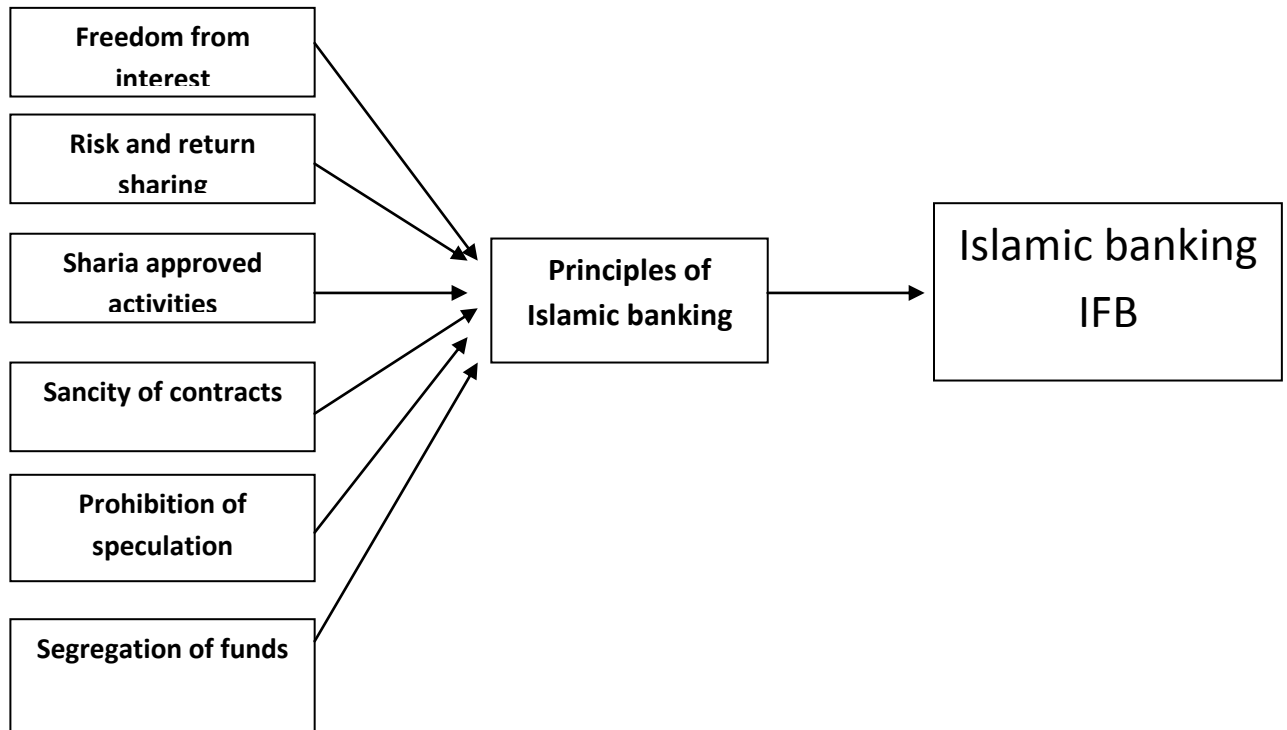 Freedom from
interest
Risk and return
sharing
Sharia approved
activities
Sancity of contracts
Prohibition of
speculation
Segregation of funds
Principles of
Islamic banking
Islamic banking
IFB